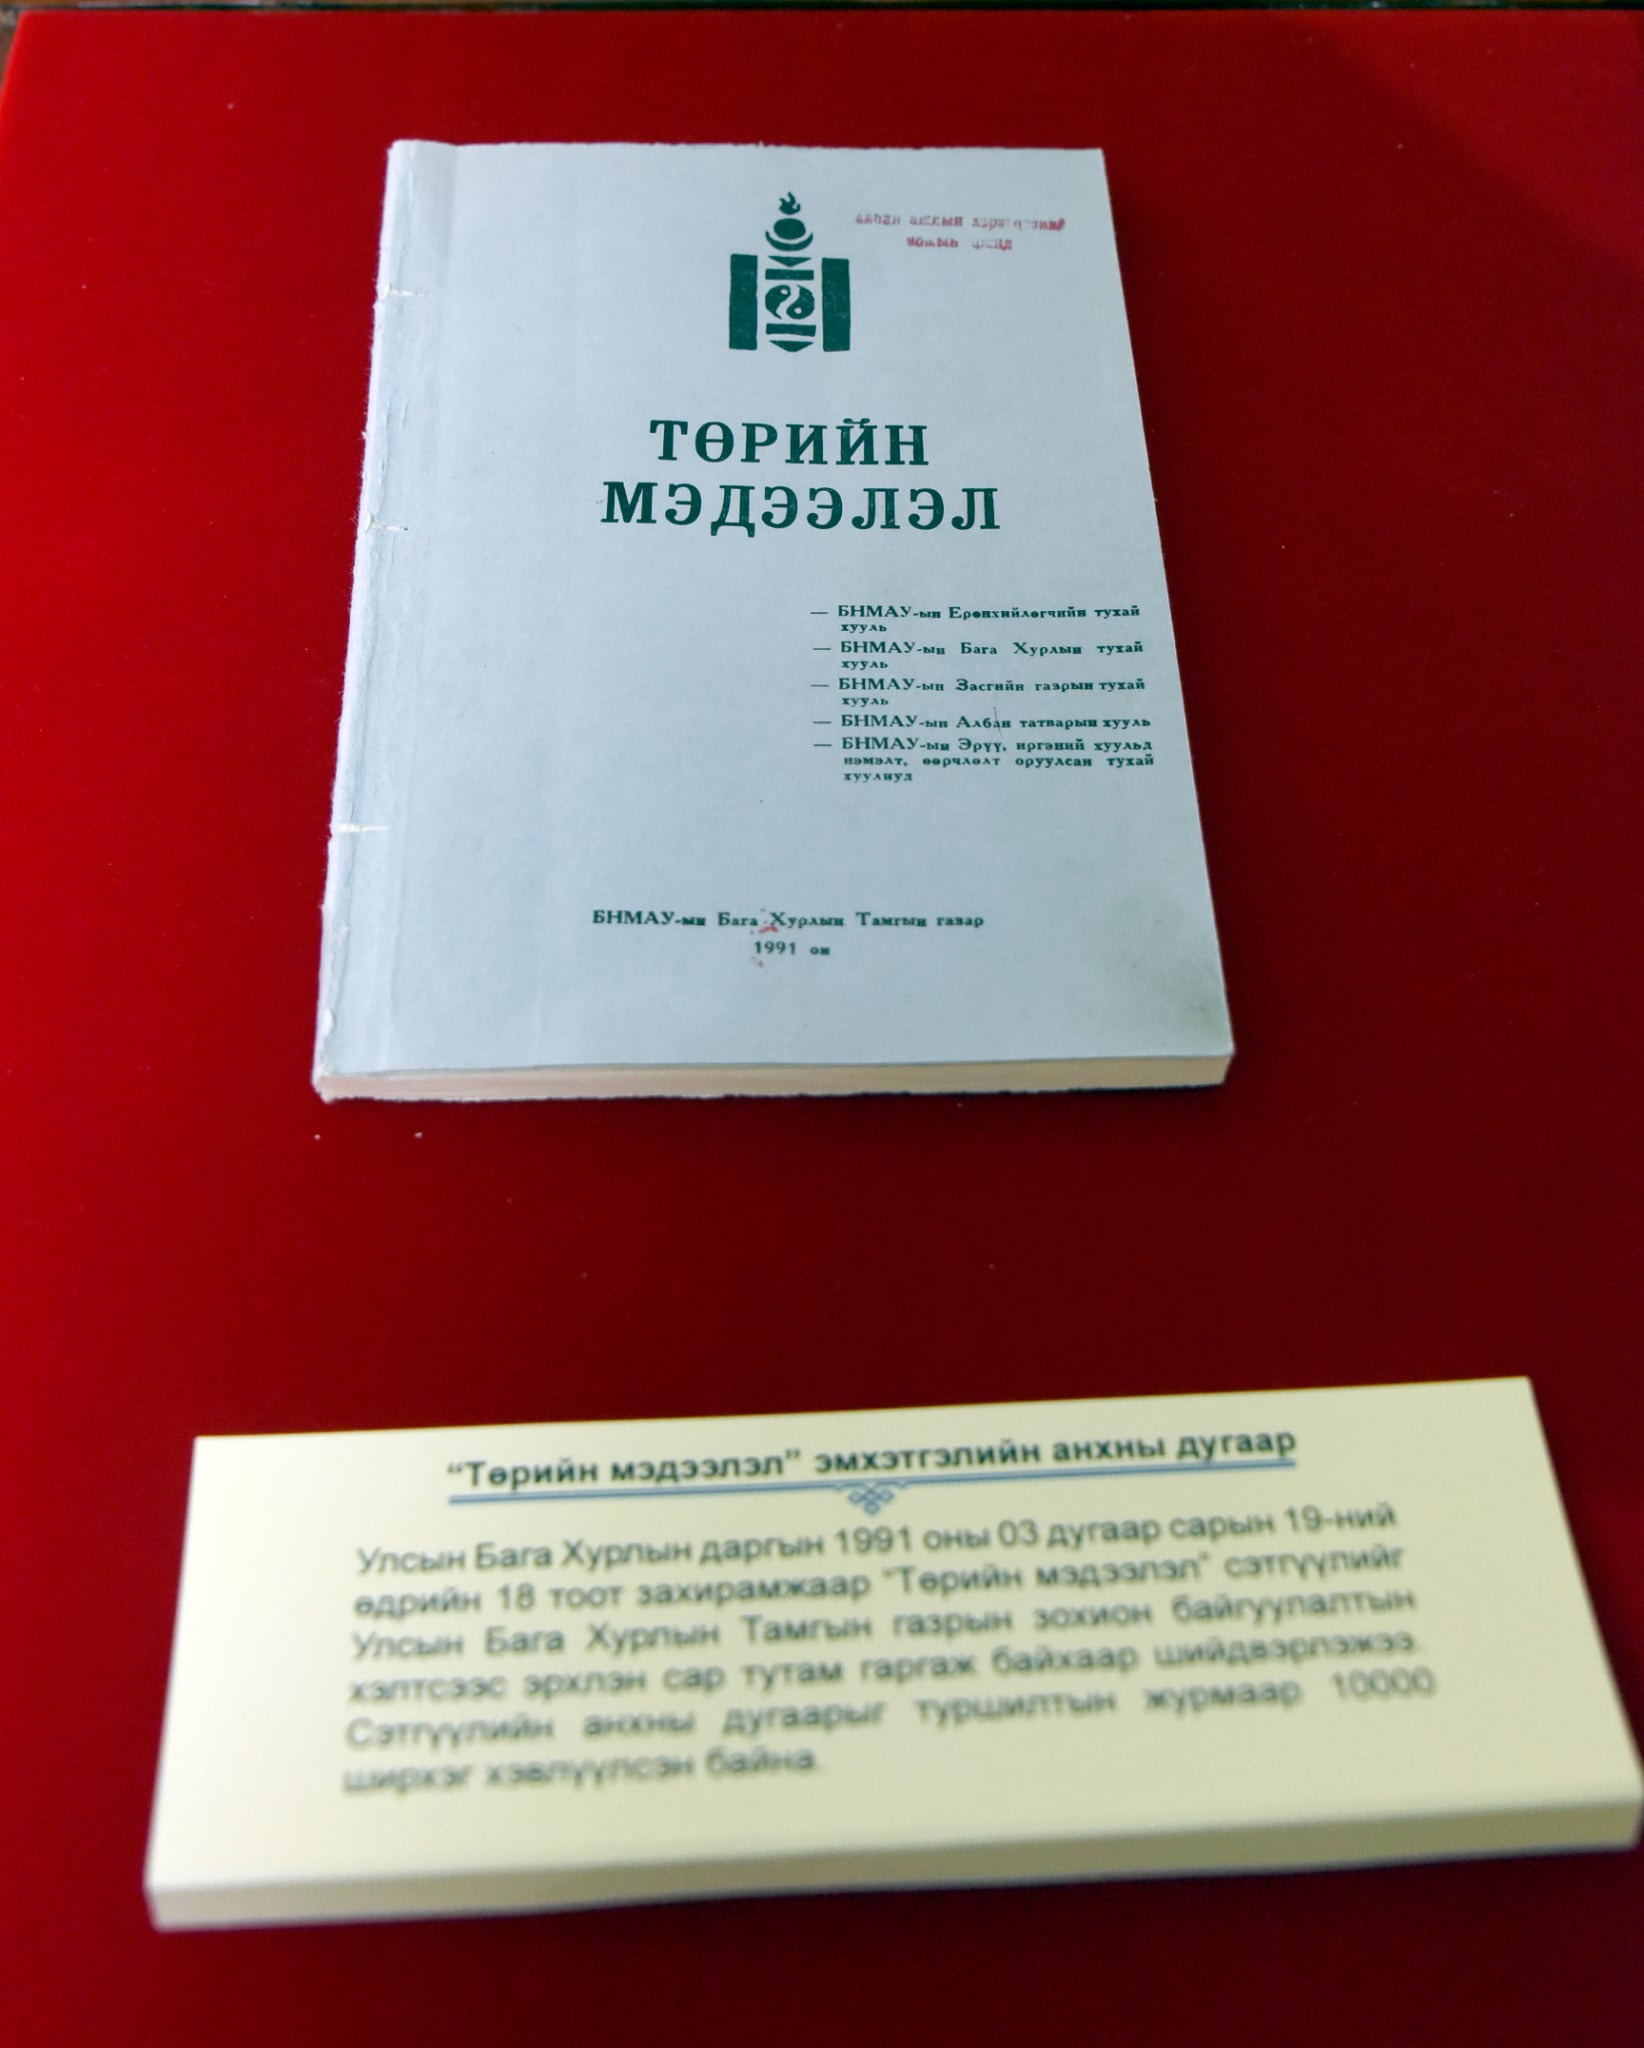 ТӨРИЙН
МЭДЭЭЛЭЛ
— БНМАУ-ын Ерөнхийлөгчийн тухай
хууль
— БНМАУ-ын Бага Хурлын тухай
хууль
— БНМАУ-ын Засгийн газрын тухай
хууль
— БНМАУ-ын Албан татварын хууль
— БНМАУ-ын Эрүү, иргэний хуульд
нэмэлт, өөрчлөлт оруулсан тухай
хуулиуд
БНМАУ-ын Бага Хурлын Тамгын газар
1991 он
“Төрийн мэдээлэл” эмхэтгэлийн анхны дугаар
Улсын Бага Хурлын даргын 1991 оны 03 дугаар сарын 19-ний
өдрийн 18 тоот захирамжаар “Төрийн мэдээлэл” сэтгүүлийг
Улсын Бага Хурлын Тамгын газрын зохион байгуулалтын
хэлтсээс эрхлэн сар тутам гаргаж байхаар шийдвэрлэжээ.
Сэтгүүлийн анхны дугаарыг туршилтын журмаар 10000
ширхэг хэвлүүлсэн байна.